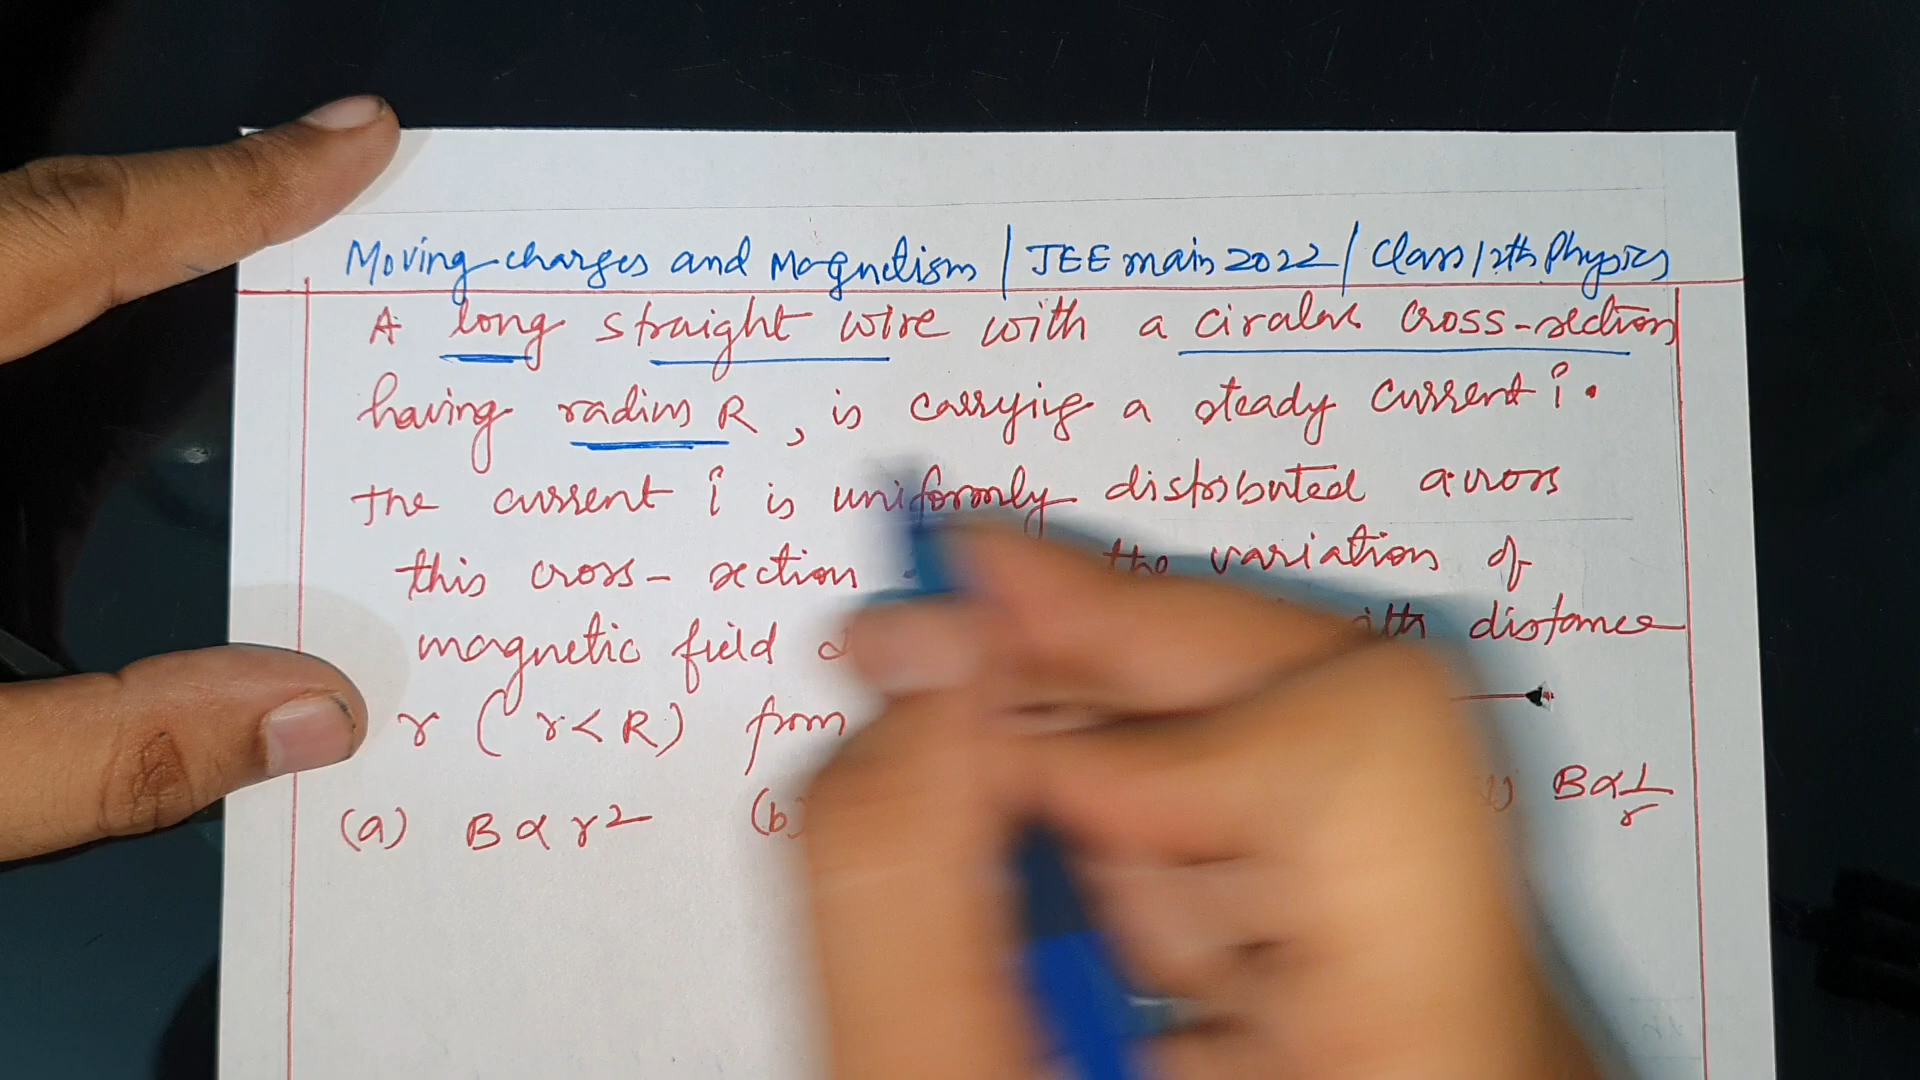 Moving charges and Magnetism | JEE main 2022 | Class 12th Physics
A long straight wire with a circular cross-section
having radius R, is carrying a steady current i.
The current i is uniformly distributed across
this cross-section the variation of
magnetic field with distance
r (r<R) from
(a) B α r2 (b) B α 1/r